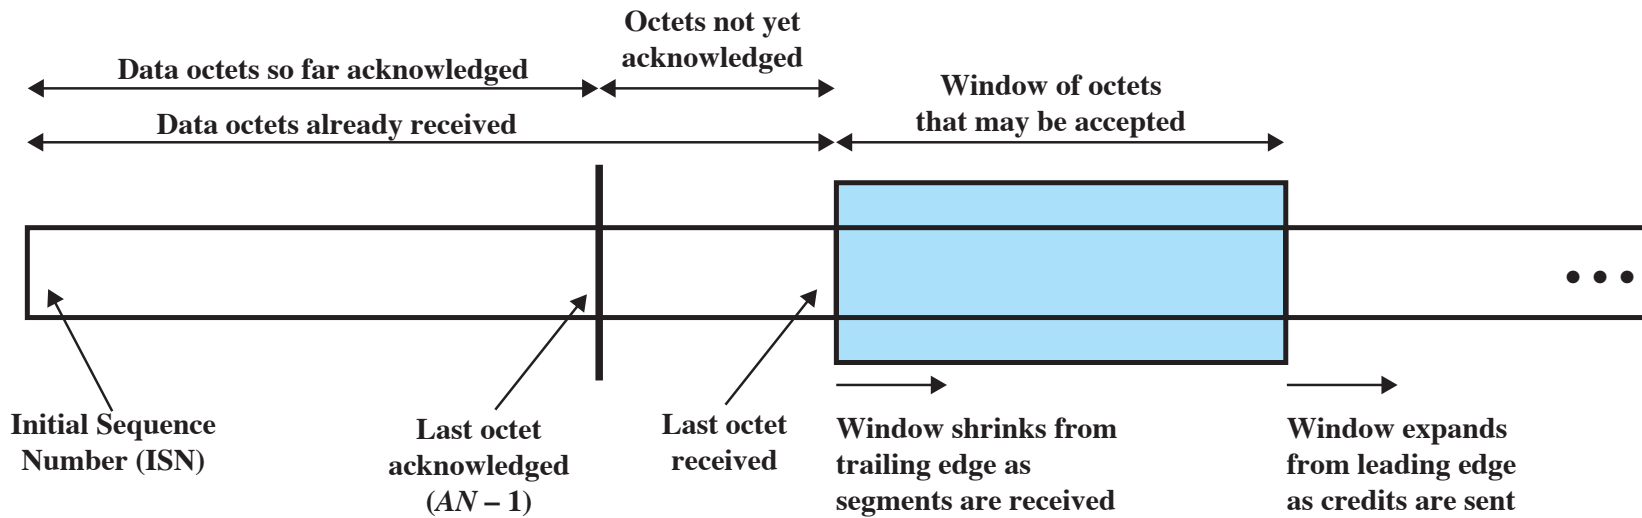 Octets not yet
acknowledged
Data octets so far acknowledged
Window of octets
that may be accepted
Data octets already received
• • •
Initial Sequence
Number (ISN)
Last octet
acknowledged
(AN – 1)
Last octet
received
Window shrinks from
trailing edge as
segments are received
Window expands
from leading edge
as credits are sent